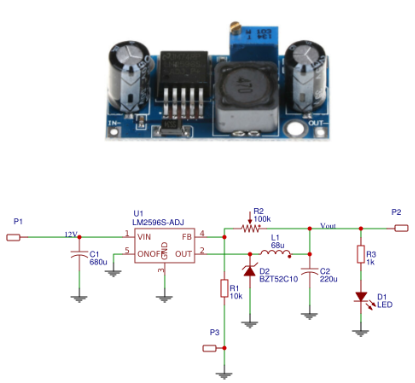 470
IN-
OUT-
P1
12V
C1
680u
U1
LM2596S-ADJ
1 VIN
FB 4
5 ONOFF
OUT 2
GND
3
R2
100k
Vout
P2
L1
68u
D2
BZT52C10
C2
220u
R3
1k
D1
LED
R1
10k
P3